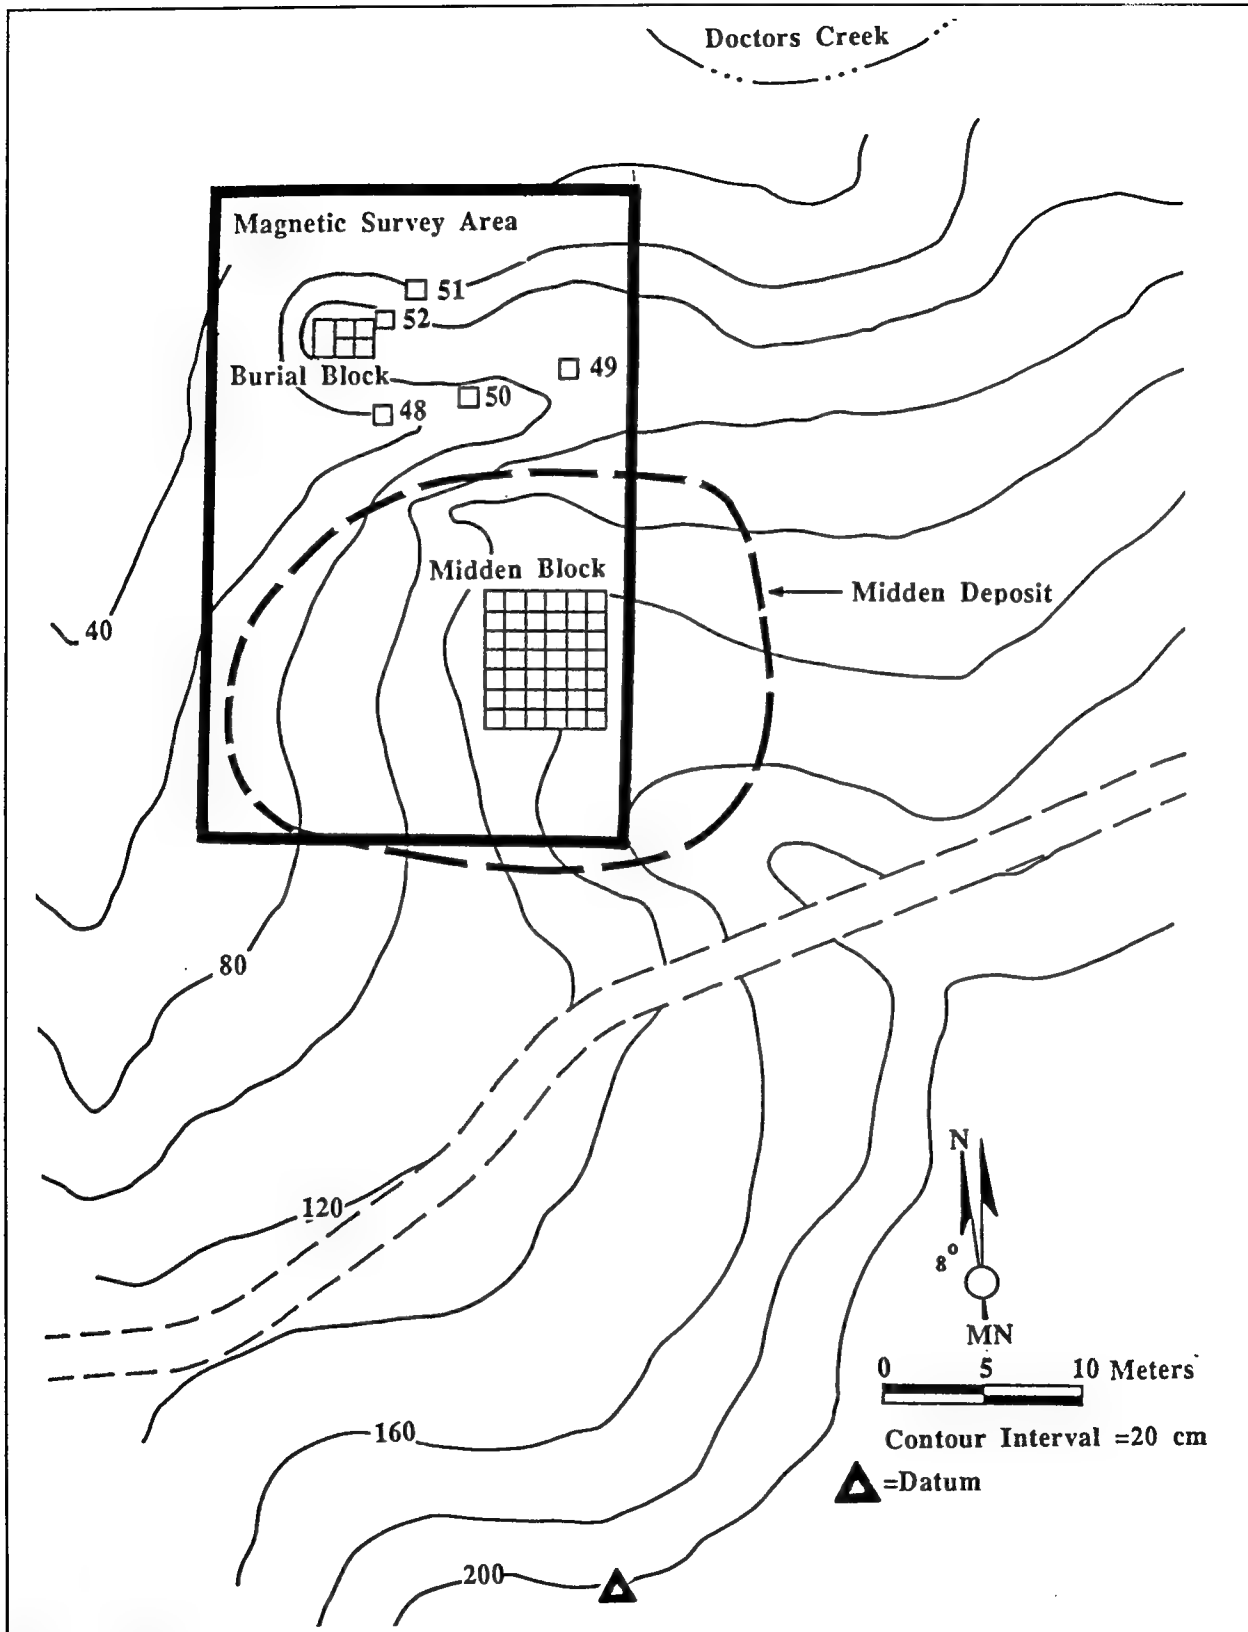 Doctors Creek
Magnetic Survey Area
51
52
49
Burial Block
50
48
Midden Block
Midden Deposit
40
80
120
N
8°
MN
0 5 10 Meters
160
Contour Interval =20 cm
=Datum
200